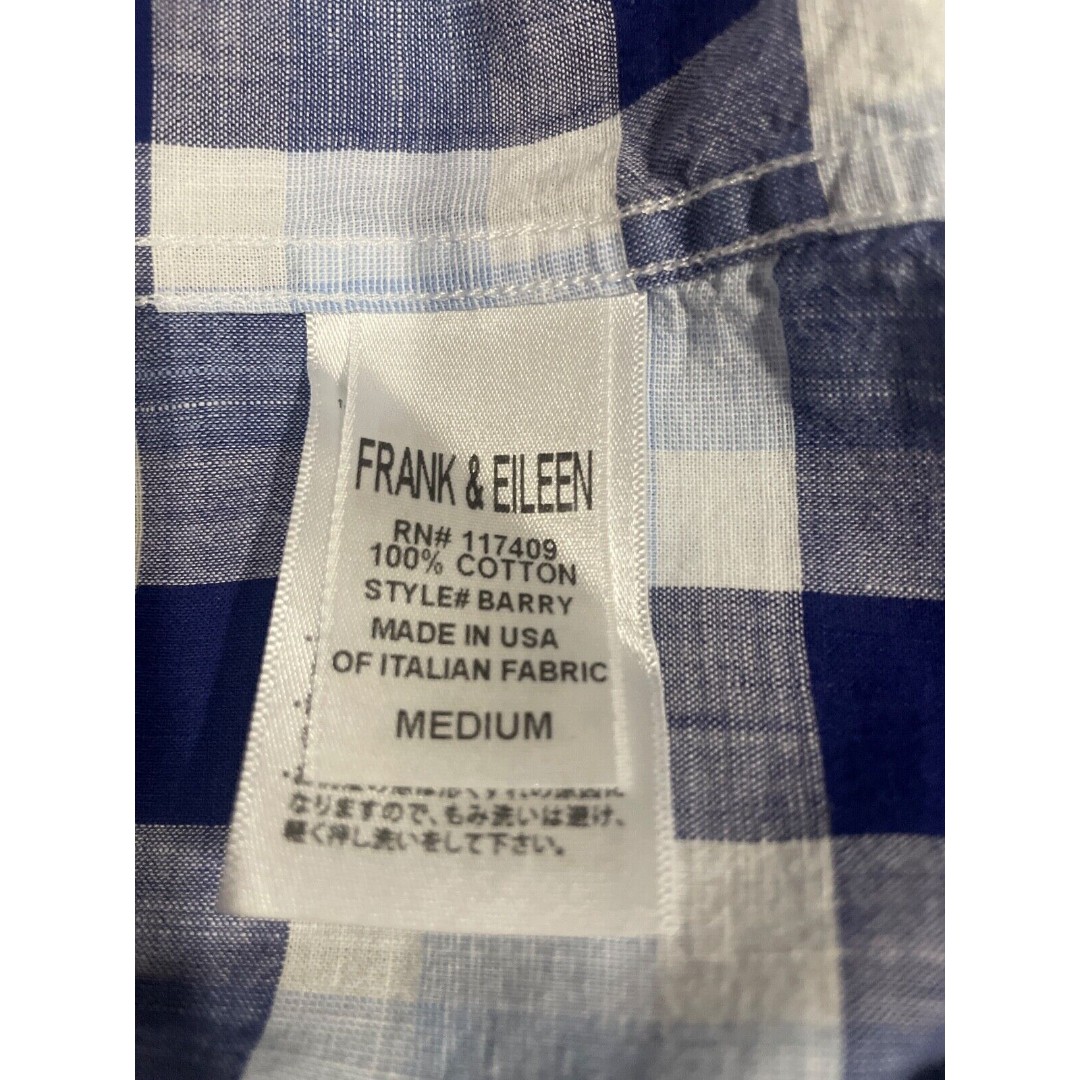 FRANK & EILEEN
RN# 117409
100% COTTON
STYLE# BARRY
MADE IN USA
OF ITALIAN FABRIC
MEDIUM
なりますので、もみ洗いは避け、
軽く押し洗いをして下さい。